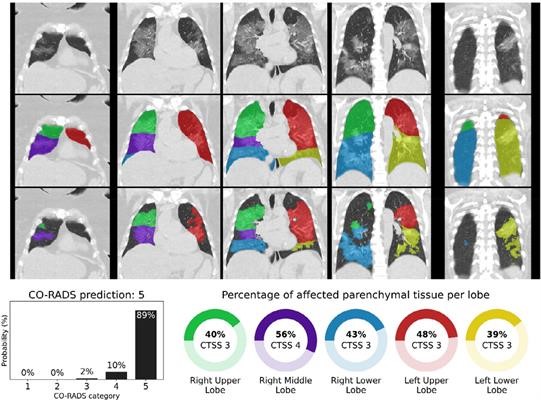 CO-RADS prediction: 5
Probability (%)
0%
0%
2%
10%
89%
1
2
3
4
5
CO-RADS category
Percentage of affected parenchymal tissue per lobe
40%
CTSS 3
Right Upper
Lobe
56%
CTSS 4
Right Middle
Lobe
43%
CTSS 3
Right Lower
Lobe
48%
CTSS 3
Left Upper
Lobe
39%
CTSS 3
Left Lower
Lobe